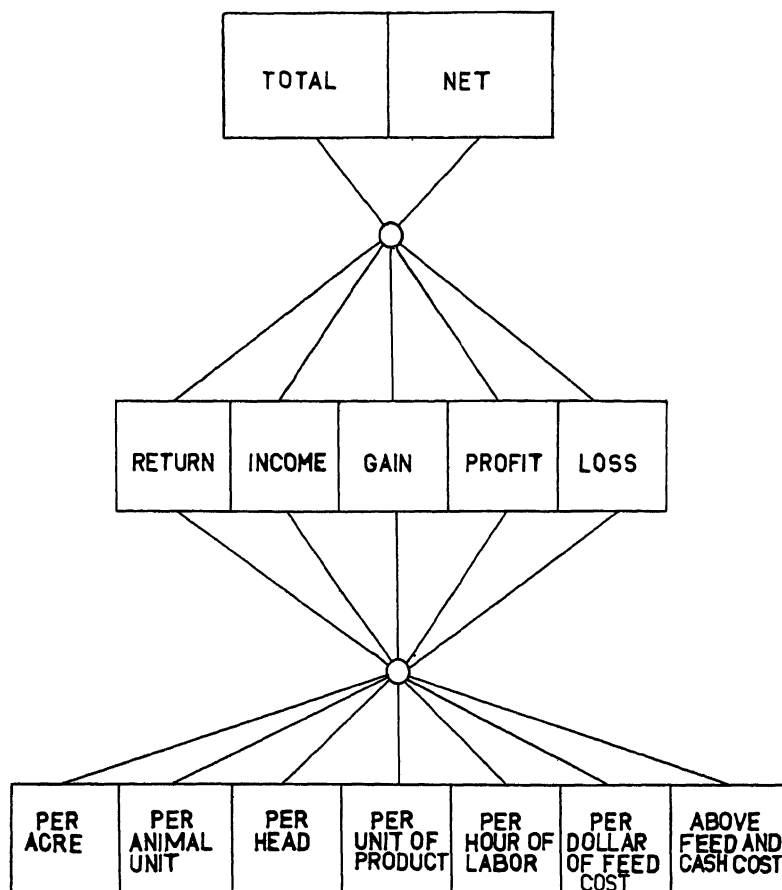 TOTAL NET
RETURN INCOME GAIN PROFIT LOSS
PER
ACRE
PER
ANIMAL
UNIT
PER
HEAD
PER
UNIT OF
PRODUCT
PER
HOUR OF
LABOR
PER
DOLLAR
OF FEED
COST
ABOVE
FEED AND
CASH COST